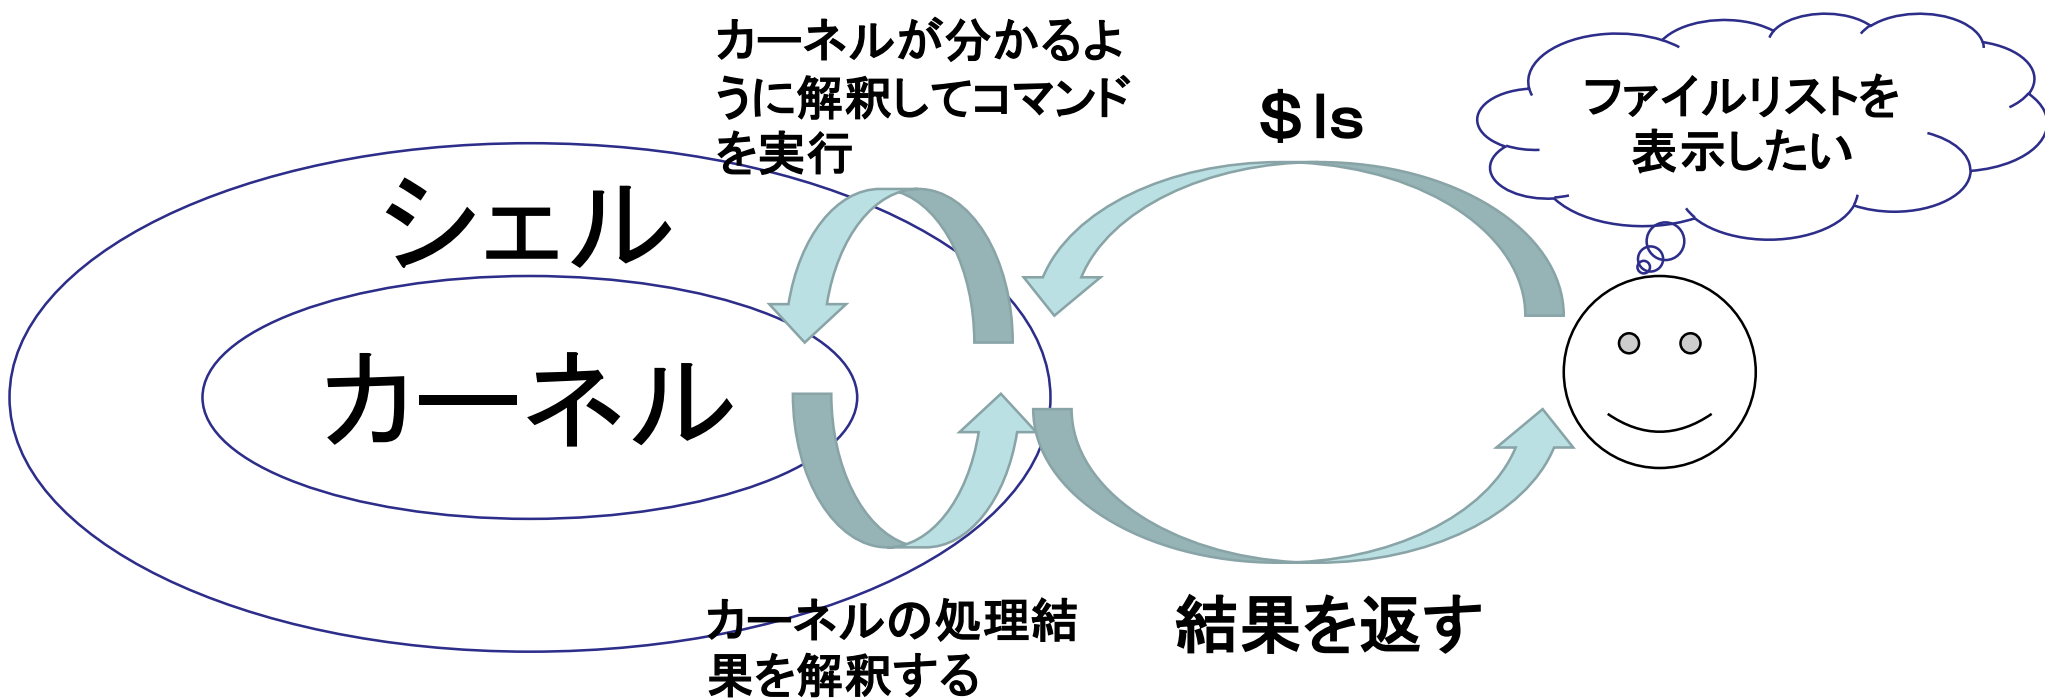 カーネルが分かるよ
うに解釈してコマンド
を実行
$ls
ファイルリストを
表示したい
シェル
カーネル
カーネルの処理結
果を解釈する
結果を返す